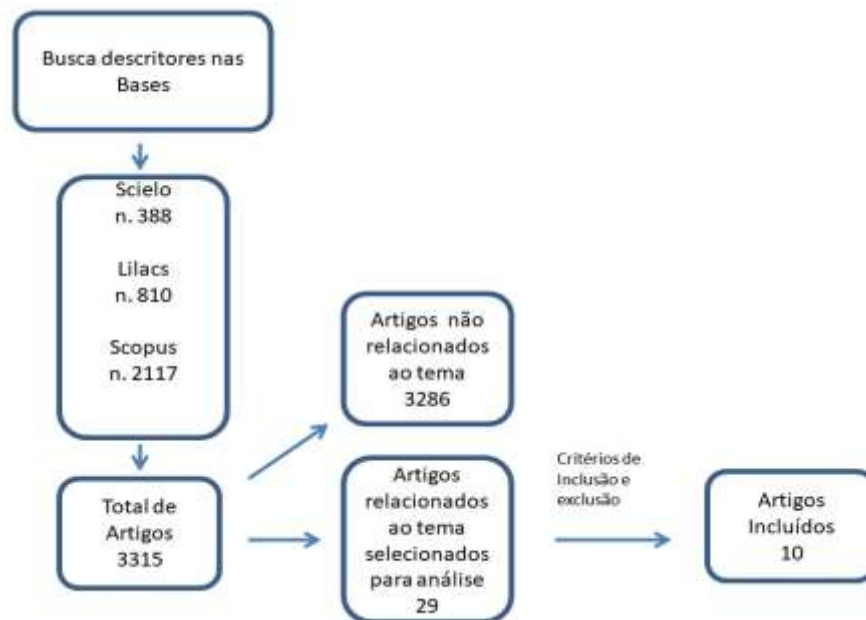 Busca descritores nas
Bases
Scielo
n. 388
Lilacs
n. 810
Scopus
n. 2117
Total de
Artigos
3315
Artigos não
relacionados
ao tema
3286
Artigos
relacionados
ao tema
selecionados
para análise
29
Critérios de
Inclusão e
exclusão
Artigos
Incluídos
10